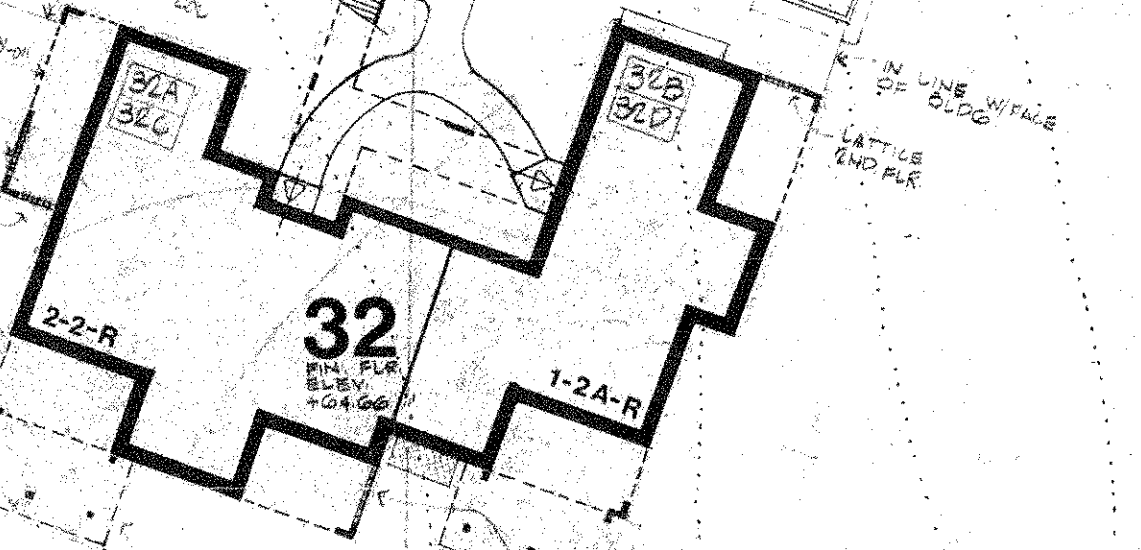 32A
32C
32B
32D
IN LINE W/FACE
OF BLDG
LATTICE
2ND FLR.
2-2-R
32
FIN. FLR.
ELEV.
+64.66
1-2A-R